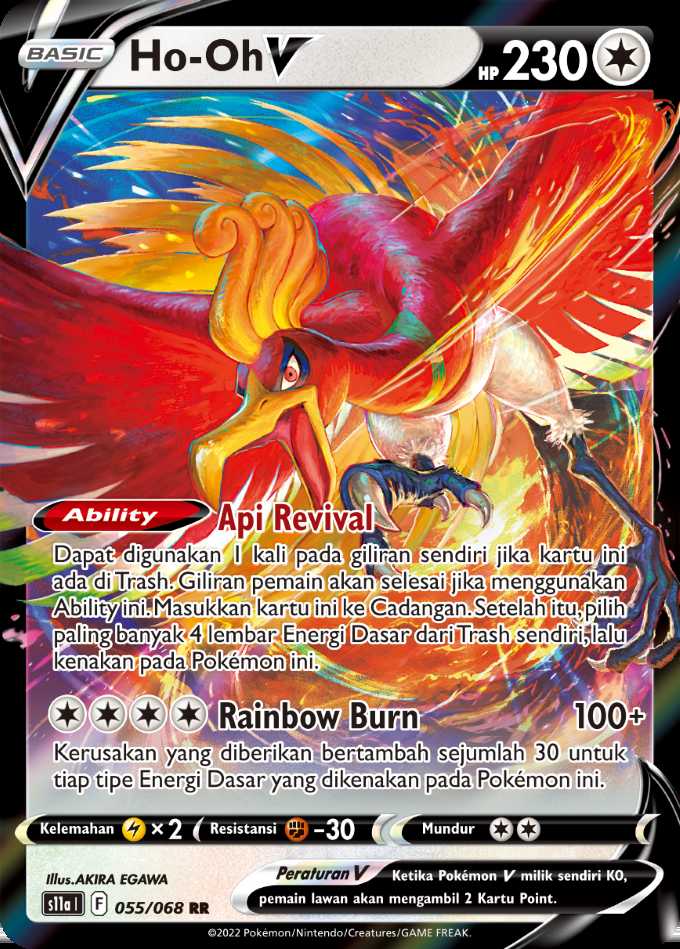 BASIC Ho-Oh V HP 230
Ability Api Revival
Dapat digunakan 1 kali pada giliran sendiri jika kartu ini
ada di Trash. Giliran pemain akan selesai jika menggunakan
Ability ini. Masukkan kartu ini ke Cadangan. Setelah itu, pilih
paling banyak 4 lembar Energi Dasar dari Trash sendiri, lalu
kenakan pada Pokémon ini.
Rainbow Burn 100+
Kerusakan yang diberikan bertambah sejumlah 30 untuk
tiap tipe Energi Dasar yang dikenakan pada Pokémon ini.
Kelemahan ×2 Resistansi -30 Mundur
Illus. AKIRA EGAWA
s11a I F 055/068 RR
Peraturan V Ketika Pokémon V milik sendiri KO,
pemain lawan akan mengambil 2 Kartu Point.
©2022 Pokémon/Nintendo/Creatures/GAME FREAK.